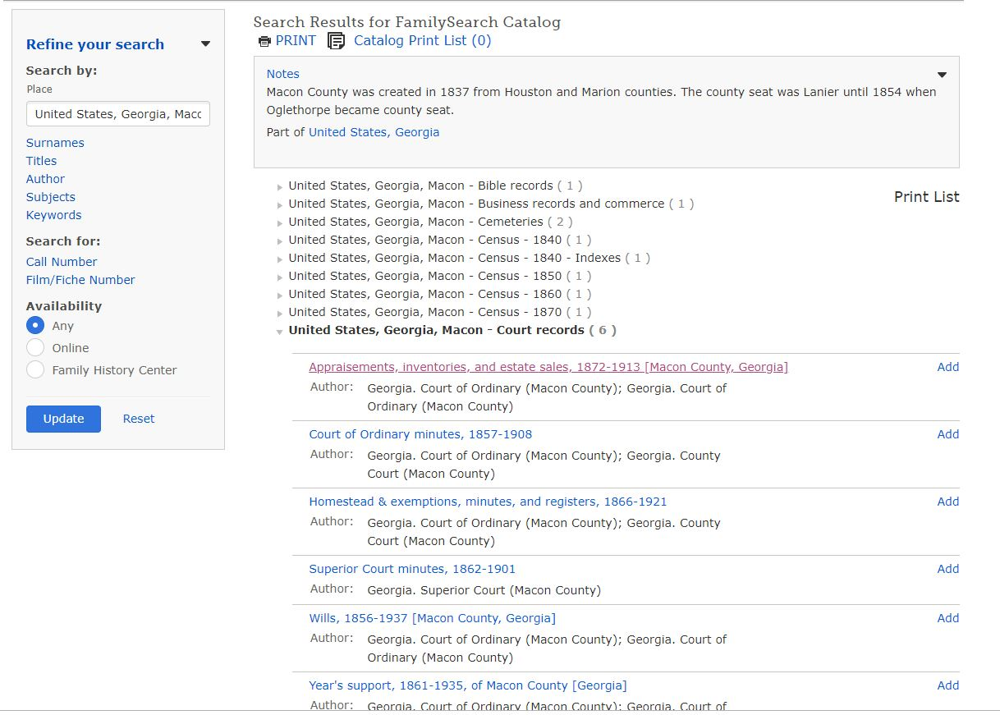 Refine your search
Search by:
Place
United States, Georgia, Macc
Surnames
Titles
Author
Subjects
Keywords
Search for:
Call Number
Film/Fiche Number
Availability
Any
Online
Family History Center
Update Reset
Search Results for FamilySearch Catalog
PRINT Catalog Print List (0)
Notes
Macon County was created in 1837 from Houston and Marion counties. The county seat was Lanier until 1854 when
Oglethorpe became county seat.
Part of United States, Georgia
Print List
United States, Georgia, Macon - Bible records ( 1 )
United States, Georgia, Macon - Business records and commerce ( 1 )
United States, Georgia, Macon - Cemeteries ( 2 )
United States, Georgia, Macon - Census - 1840 ( 1 )
United States, Georgia, Macon - Census - 1840 - Indexes ( 1 )
United States, Georgia, Macon - Census - 1850 ( 1 )
United States, Georgia, Macon - Census - 1860 ( 1 )
United States, Georgia, Macon - Census - 1870 ( 1 )
United States, Georgia, Macon - Court records ( 6 )
Appraisements, inventories, and estate sales, 1872-1913 [Macon County, Georgia] Add
Author: Georgia. Court of Ordinary (Macon County); Georgia. Court of
Ordinary (Macon County)
Court of Ordinary minutes, 1857-1908 Add
Author: Georgia. Court of Ordinary (Macon County); Georgia. County
Court (Macon County)
Homestead & exemptions, minutes, and registers, 1866-1921 Add
Author: Georgia. Court of Ordinary (Macon County); Georgia. County
Court (Macon County)
Superior Court minutes, 1862-1901 Add
Author: Georgia. Superior Court (Macon County)
Wills, 1856-1937 [Macon County, Georgia] Add
Author: Georgia. Court of Ordinary (Macon County); Georgia. Court of
Ordinary (Macon County)
Year's support, 1861-1935, of Macon County [Georgia] Add
Author: Georgia. Court of Ordinary (Macon County); Georgia. Court of